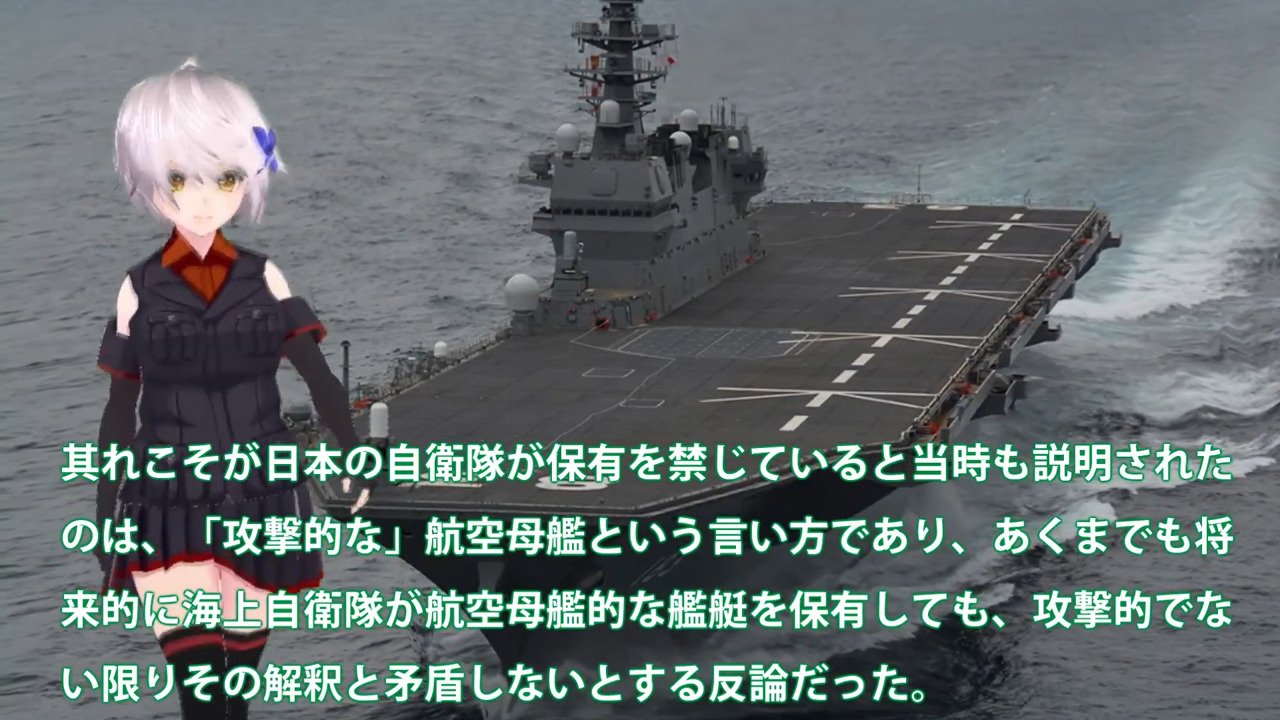 其れこそが日本の自衛隊が保有を禁じていると当時も説明された
のは、「攻撃的な」航空母艦という言い方であり、あくまでも将
来的に海上自衛隊が航空母艦的な艦艇を保有しても、攻撃的でな
い限りその解釈と矛盾しないとする反論だった。